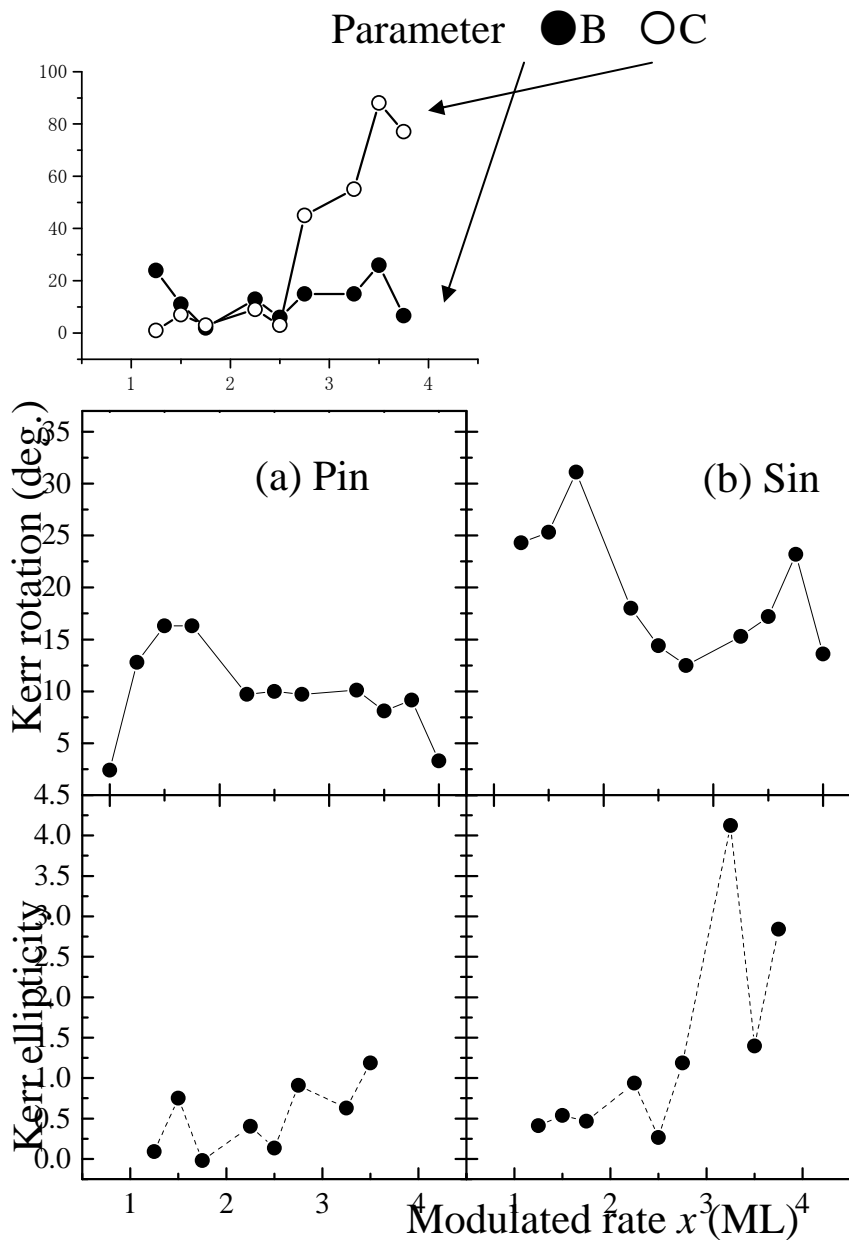 Parameter ●B ○C
100
80
60
40
20
0
1 2 3 4
Kerr rotation (deg.)
35
30
25
20
15
10
5
(a) Pin
(b) Sin
Kerr ellipticity
4.5
4.0
3.5
3.0
2.5
2.0
1.5
1.0
0.5
0.0
1 2 3 4 1 2 3 4
Modulated rate x (ML)